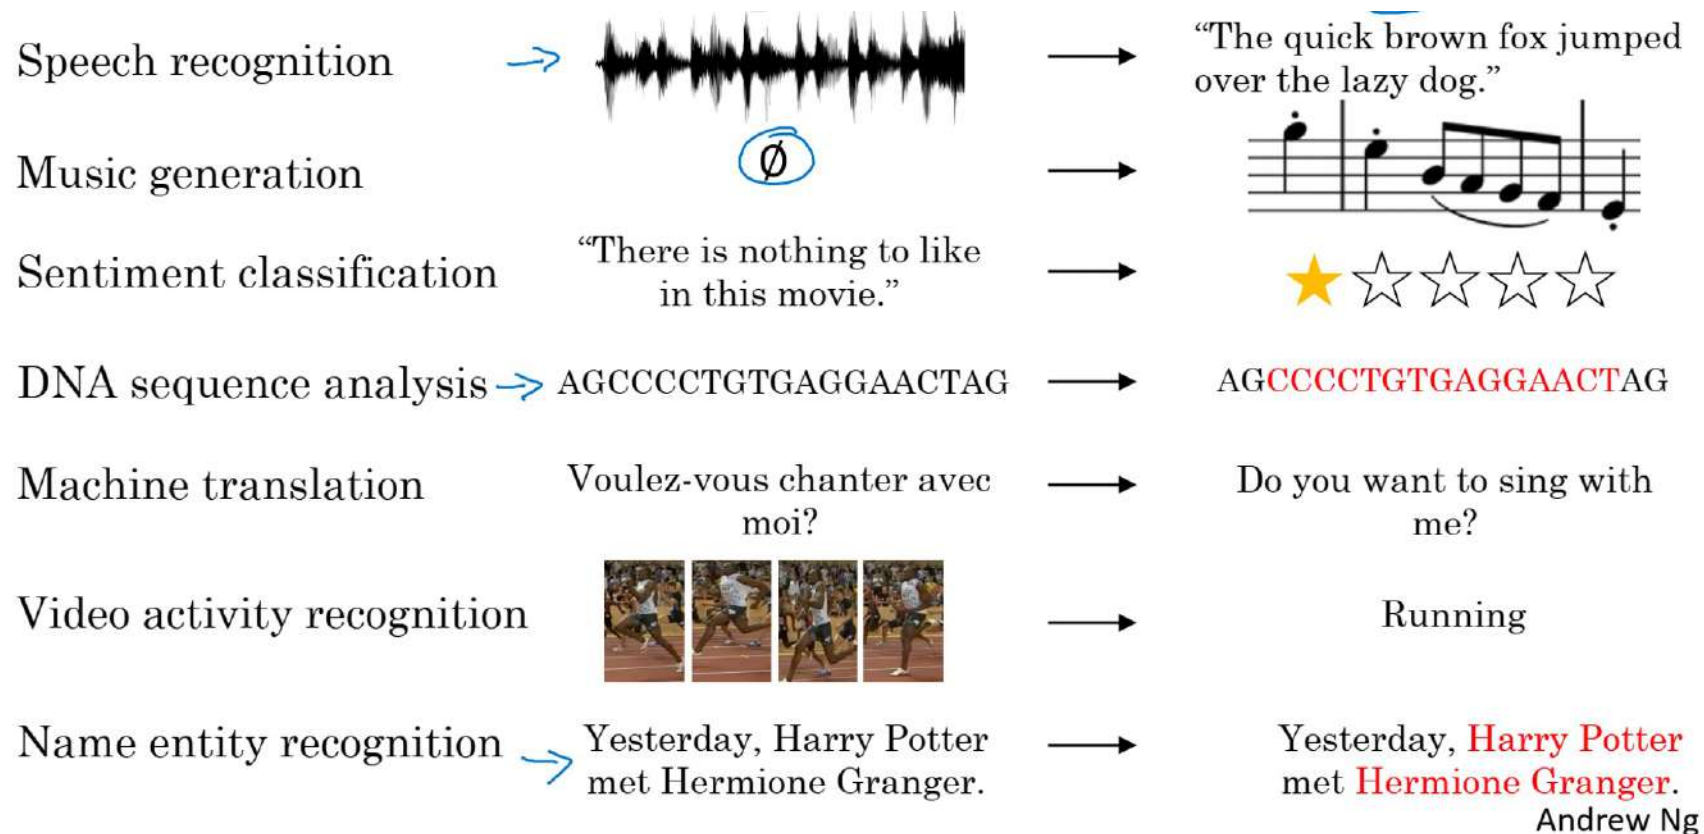 Speech recognition
“The quick brown fox jumped
over the lazy dog.”
Music generation
Ø
Sentiment classification
“There is nothing to like
in this movie.”
DNA sequence analysis
AGCCCCTGTGAGGAACTAG
AGCCCCTGTGAGGAACTAG
Machine translation
Voulez-vous chanter avec
moi?
Do you want to sing with
me?
Video activity recognition
Running
Name entity recognition
Yesterday, Harry Potter
met Hermione Granger.
Yesterday, Harry Potter
met Hermione Granger.
Andrew Ng